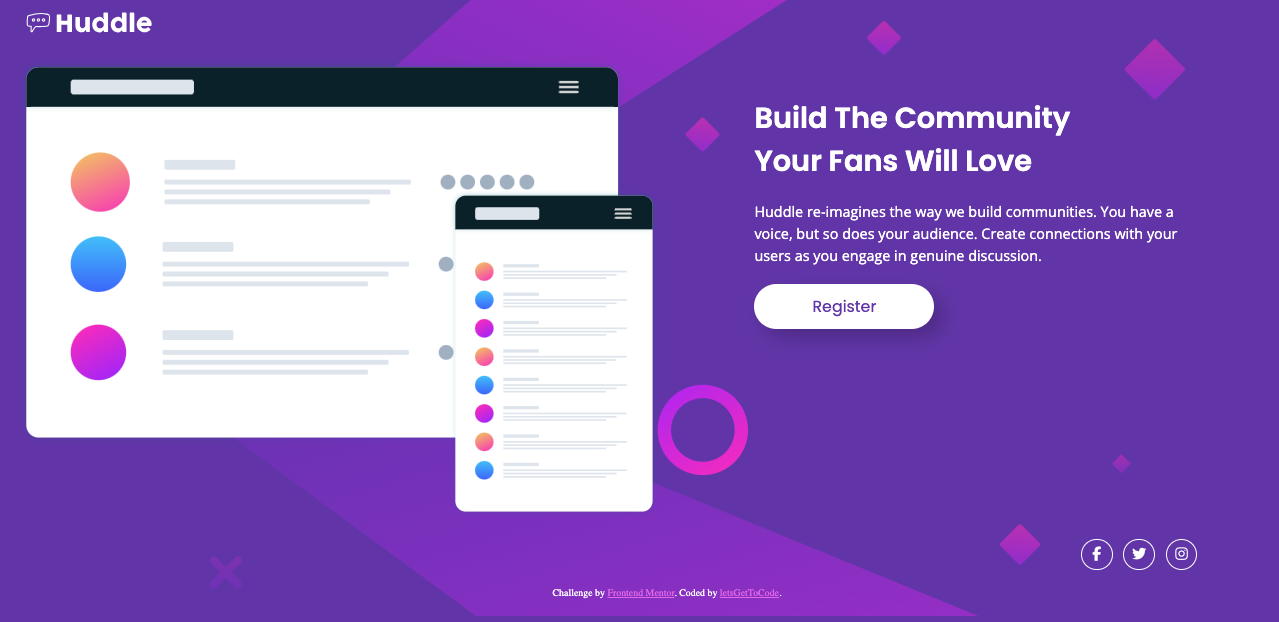 Huddle
Build The Community
Your Fans Will Love
Huddle re-imagines the way we build communities. You have a
voice, but so does your audience. Create connections with your
users as you engage in genuine discussion.
Register
Challenge by Frontend Mentor. Coded by letsGetToCode.